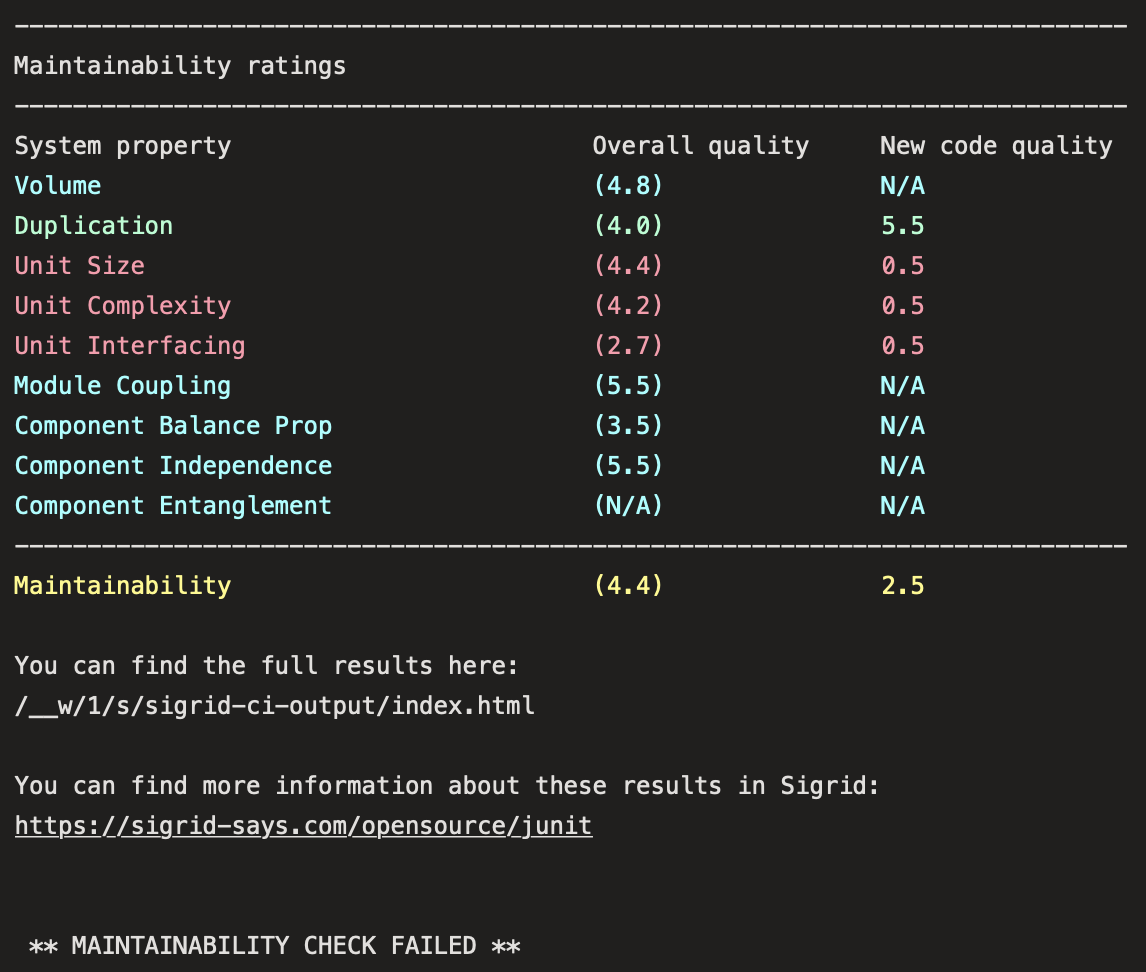 -----------------------------------------------------------------------------
Maintainability ratings
-----------------------------------------------------------------------------
System property                         Overall quality     New code quality
Volume                                  (4.8)               N/A
Duplication                             (4.0)               5.5
Unit Size                               (4.4)               0.5
Unit Complexity                         (4.2)               0.5
Unit Interfacing                        (2.7)               0.5
Module Coupling                         (5.5)               N/A
Component Balance Prop                  (3.5)               N/A
Component Independence                  (5.5)               N/A
Component Entanglement                  (N/A)               N/A
-----------------------------------------------------------------------------
Maintainability                         (4.4)               2.5
You can find the full results here:
/__w/1/s/sigrid-ci-output/index.html
You can find more information about these results in Sigrid:
https://sigrid-says.com/opensource/junit
** MAINTAINABILITY CHECK FAILED **